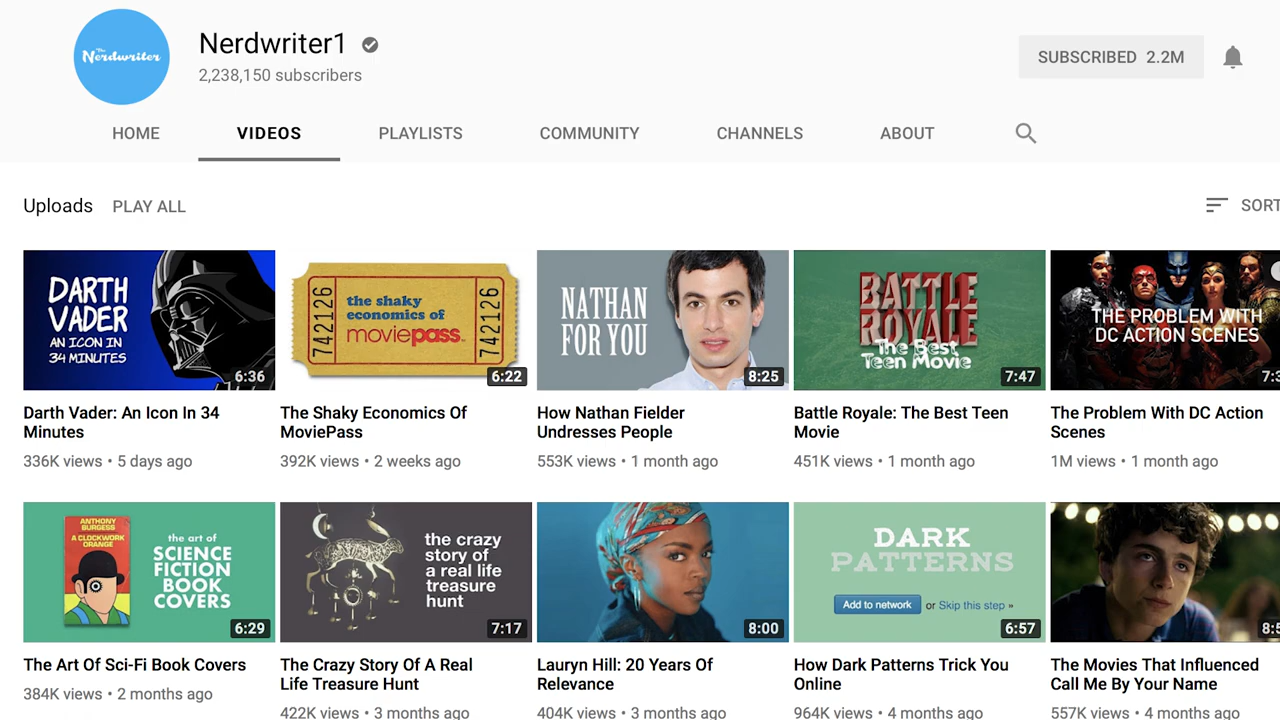 The
Nerdwriter
Nerdwriter1
2,238,150 subscribers
SUBSCRIBED 2.2M
HOME VIDEOS PLAYLISTS COMMUNITY CHANNELS ABOUT
Uploads PLAY ALL
SORT
DARTH
VADER
AN ICON IN
34 MINUTES
6:36
742126
the shaky
economics of
moviepass
742126
6:22
NATHAN
FOR YOU
8:25
BATTLE
ROYALE
The Best
Teen Movie
7:47
THE PROBLEM WITH
DC ACTION SCENES
7:3
Darth Vader: An Icon In 34
Minutes
336K views • 5 days ago
The Shaky Economics Of
MoviePass
392K views • 2 weeks ago
How Nathan Fielder
Undresses People
553K views • 1 month ago
Battle Royale: The Best Teen
Movie
451K views • 1 month ago
The Problem With DC Action
Scenes
1M views • 1 month ago
ANTHONY
BURGESS
A CLOCKWORK
ORANGE
the art of
SCIENCE
FICTION
BOOK
COVERS
6:29
the crazy
story of
a real life
treasure
hunt
7:17
8:00
DARK
PATTERNS
Add to network or Skip this step »
6:57
8:5
The Art Of Sci-Fi Book Covers
384K views • 2 months ago
The Crazy Story Of A Real
Life Treasure Hunt
422K views • 3 months ago
Lauryn Hill: 20 Years Of
Relevance
404K views • 3 months ago
How Dark Patterns Trick You
Online
964K views • 4 months ago
The Movies That Influenced
Call Me By Your Name
557K views • 4 months ago